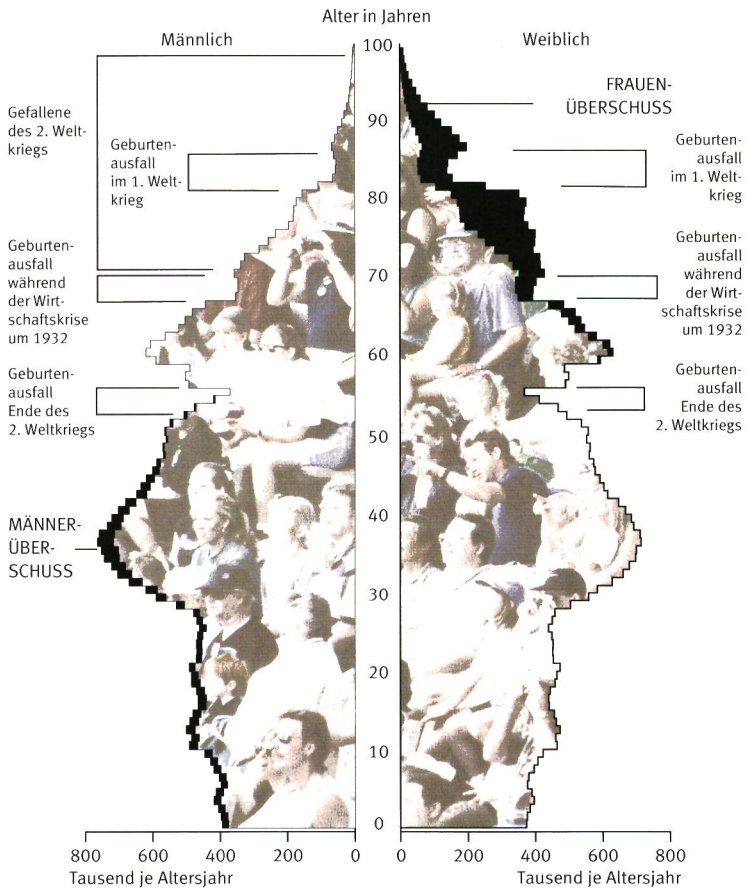 Alter in Jahren
Männlich
Weiblich
100
90
80
70
60
50
40
30
20
10
0
Gefallene
des 2. Welt-
kriegs
Geburten-
ausfall
im 1. Welt-
krieg
Geburten-
ausfall
während
der Wirt-
schaftskrise
um 1932
Geburten-
ausfall
Ende des
2. Weltkriegs
MÄNNER-
ÜBER-
SCHUSS
FRAUEN-
ÜBERSCHUSS
Geburten-
ausfall
im 1. Welt-
krieg
Geburten-
ausfall
während
der Wirt-
schaftskrise
um 1932
Geburten-
ausfall
Ende des
2. Weltkriegs
800 600 400 200 0
Tausend je Altersjahr
0 200 400 600 800
Tausend je Altersjahr